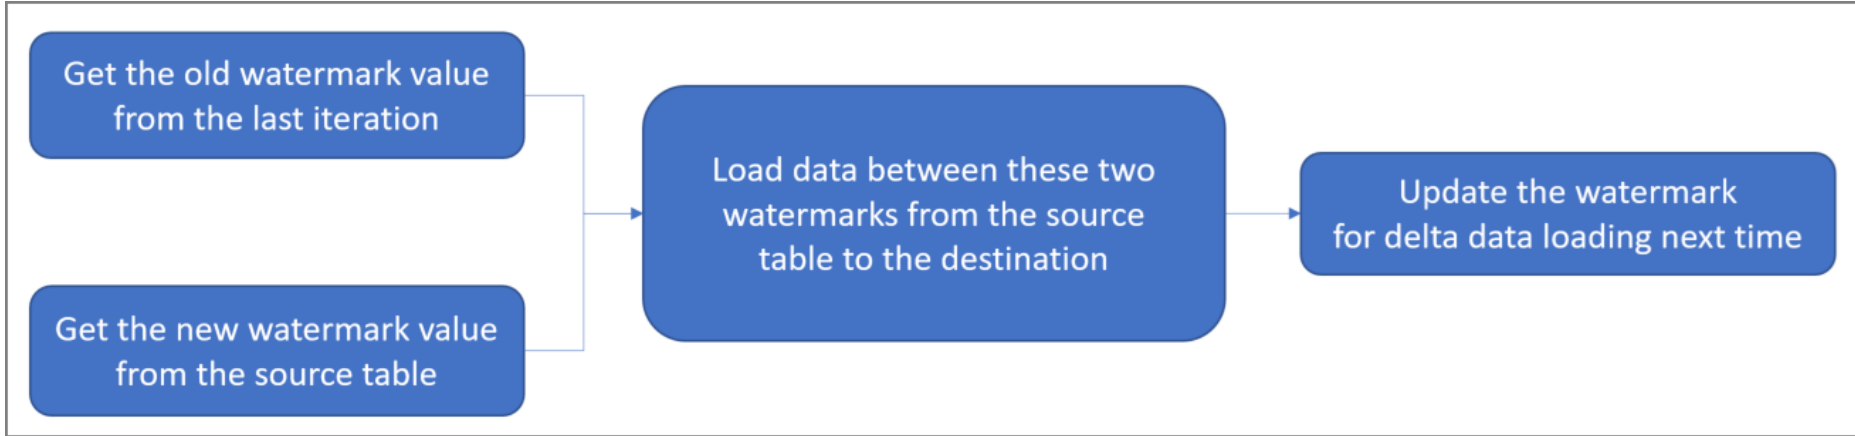 Get the old watermark value
from the last iteration
Get the new watermark value
from the source table
Load data between these two
watermarks from the source
table to the destination
Update the watermark
for delta data loading next time